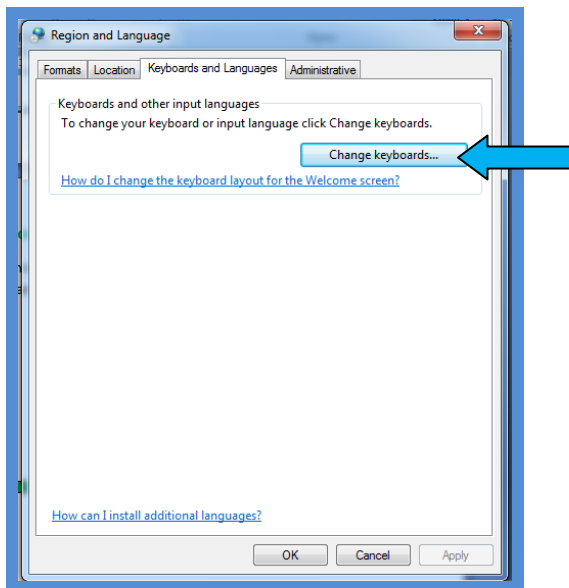 Region and Language
Formats Location Keyboards and Languages Administrative
Keyboards and other input languages
To change your keyboard or input language click Change keyboards.
Change keyboards...
How do I change the keyboard layout for the Welcome screen?
How can I install additional languages?
OK Cancel Apply